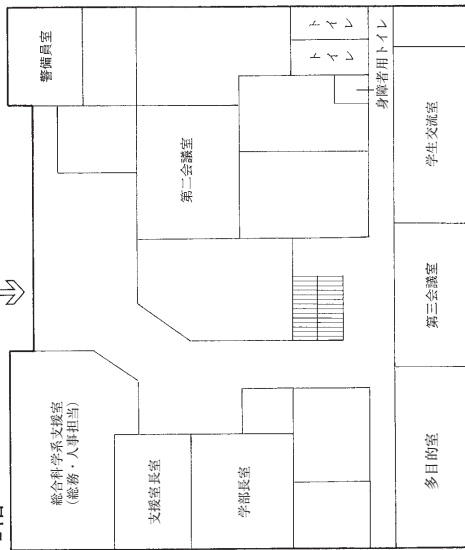 警備員室
トイレ
トイレ
身障者用トイレ
第二会議室
学生交流室
第三会議室
総合科学系支援室
(総務・人事担当)
支援室長室
学部長室
多目的室